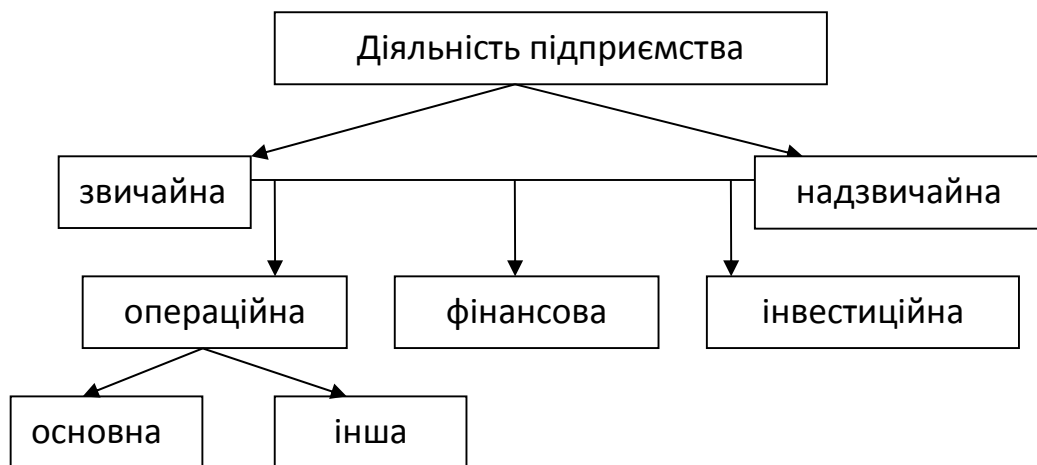 Діяльність підприємства
звичайна
надзвичайна
операційна
фінансова
інвестиційна
основна
інша